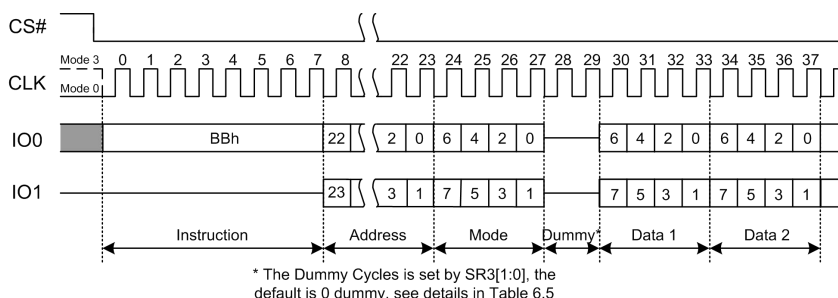 CS#
Mode 3 0 1 2 3 4 5 6 7 8 22 23 24 25 26 27 28 29 30 31 32 33 34 35 36 37
CLK
Mode 0
IO0 BBh 22 2 0 6 4 2 0 6 4 2 0 6 4 2 0
IO1 23 3 1 7 5 3 1 7 5 3 1 7 5 3 1
Instruction Address Mode Dummy* Data 1 Data 2
* The Dummy Cycles is set by SR3[1:0], the
default is 0 dummy, see details in Table 6.5